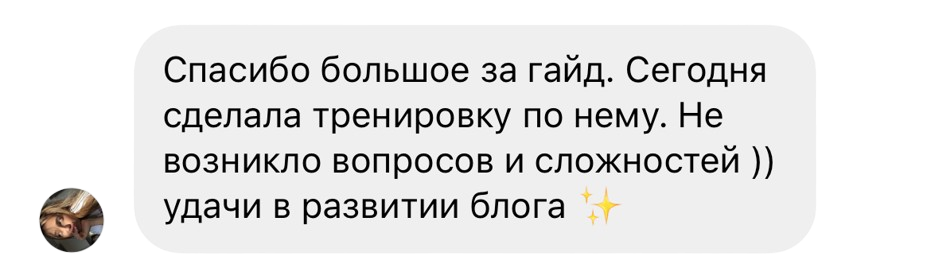 Спасибо большое за гайд. Сегодня
сделала тренировку по нему. Не
возникло вопросов и сложностей ))
удачи в развитии блога ✨